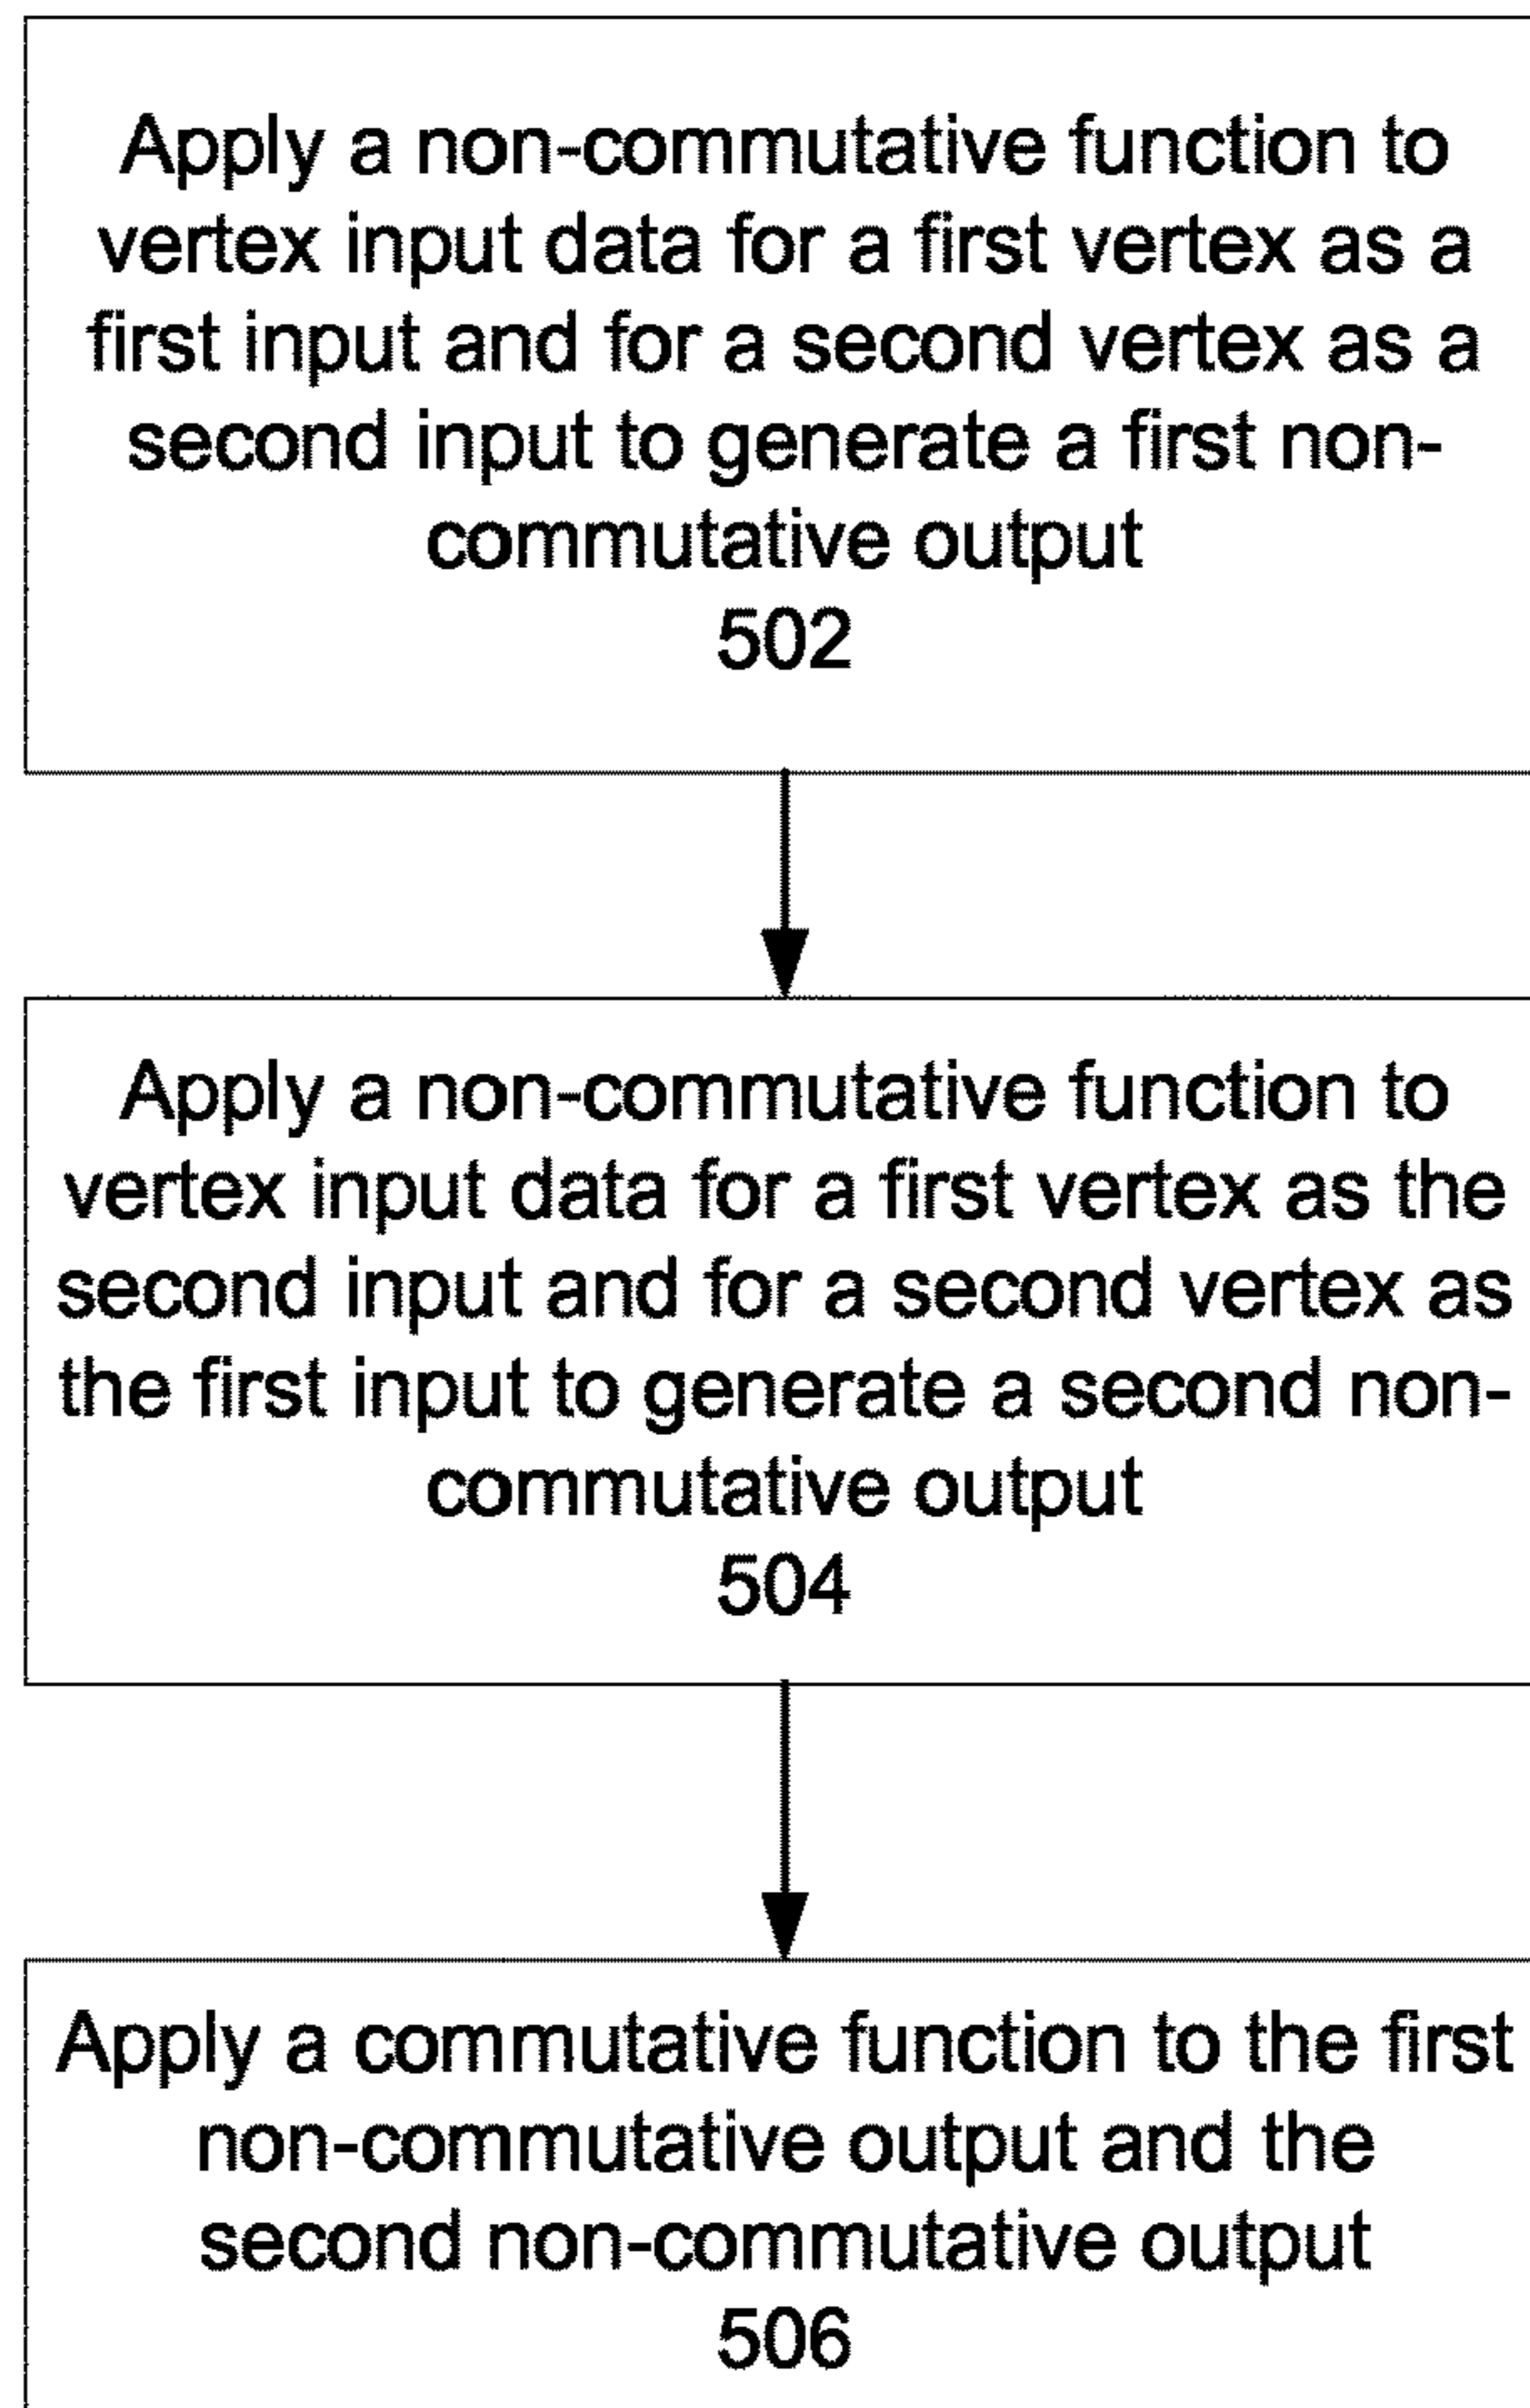 Apply a non-commutative function to
vertex input data for a first vertex as a
first input and for a second vertex as a
second input to generate a first non-
commutative output
502
Apply a non-commutative function to
vertex input data for a first vertex as the
second input and for a second vertex as
the first input to generate a second non-
commutative output
504
Apply a commutative function to the first
non-commutative output and the
second non-commutative output
506